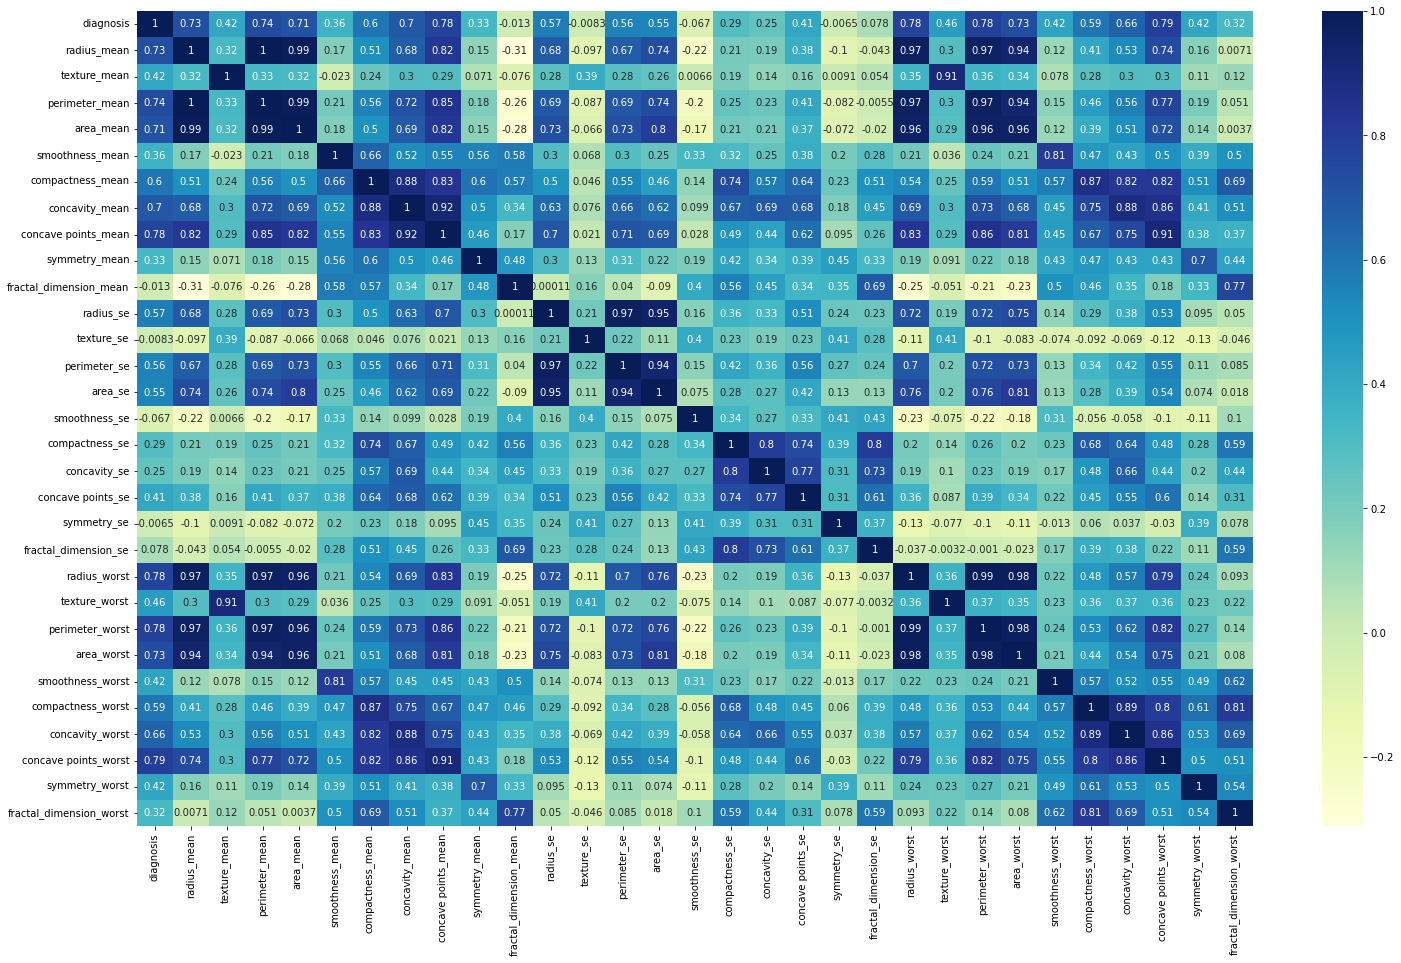 diagnosis 1 0.73 0.42 0.74 0.71 0.36 0.6 0.7 0.78 0.33 -0.013 0.57 -0.0083 0.56 0.55 -0.067 0.29 0.25 0.41 -0.0065 0.078 0.78 0.46 0.78 0.73 0.42 0.59 0.66 0.79 0.42 0.32
radius_mean 0.73 1 0.32 1 0.99 0.17 0.51 0.68 0.82 0.15 -0.31 0.68 -0.097 0.67 0.74 -0.22 0.21 0.19 0.38 -0.1 -0.043 0.97 0.3 0.97 0.94 0.12 0.41 0.53 0.74 0.16 0.0071
texture_mean 0.42 0.32 1 0.33 0.32 -0.023 0.24 0.3 0.29 0.071 -0.076 0.28 0.39 0.28 0.26 0.0066 0.19 0.14 0.16 0.0091 0.054 0.35 0.91 0.36 0.34 0.078 0.28 0.3 0.3 0.11 0.12
perimeter_mean 0.74 1 0.33 1 0.99 0.21 0.56 0.72 0.85 0.18 -0.26 0.69 -0.087 0.69 0.74 -0.2 0.25 0.23 0.41 -0.082 -0.0055 0.97 0.3 0.97 0.94 0.15 0.46 0.56 0.77 0.19 0.051
area_mean 0.71 0.99 0.32 0.99 1 0.18 0.5 0.69 0.82 0.15 -0.28 0.73 -0.066 0.73 0.8 -0.17 0.21 0.21 0.37 -0.072 -0.02 0.96 0.29 0.96 0.96 0.12 0.39 0.51 0.72 0.14 0.0037
smoothness_mean 0.36 0.17 -0.023 0.21 0.18 1 0.66 0.52 0.55 0.56 0.58 0.3 0.068 0.3 0.25 0.33 0.32 0.25 0.38 0.2 0.28 0.21 0.036 0.24 0.21 0.81 0.47 0.43 0.5 0.39 0.5
compactness_mean 0.6 0.51 0.24 0.56 0.5 0.66 1 0.88 0.83 0.6 0.57 0.5 0.046 0.55 0.46 0.14 0.74 0.57 0.64 0.23 0.51 0.54 0.25 0.59 0.51 0.57 0.87 0.82 0.82 0.51 0.69
concavity_mean 0.7 0.68 0.3 0.72 0.69 0.52 0.88 1 0.92 0.5 0.34 0.63 0.076 0.66 0.62 0.099 0.67 0.69 0.68 0.18 0.45 0.69 0.3 0.73 0.68 0.45 0.75 0.88 0.86 0.41 0.51
concave points_mean 0.78 0.82 0.29 0.85 0.82 0.55 0.83 0.92 1 0.46 0.17 0.7 0.021 0.71 0.69 0.028 0.49 0.44 0.62 0.095 0.26 0.83 0.29 0.86 0.81 0.45 0.67 0.75 0.91 0.38 0.37
symmetry_mean 0.33 0.15 0.071 0.18 0.15 0.56 0.6 0.5 0.46 1 0.48 0.3 0.13 0.31 0.22 0.19 0.42 0.34 0.39 0.45 0.33 0.19 0.091 0.22 0.18 0.43 0.47 0.43 0.43 0.7 0.44
fractal_dimension_mean -0.013 -0.31 -0.076 -0.26 -0.28 0.58 0.57 0.34 0.17 0.48 1 0.00011 0.16 0.04 -0.09 0.4 0.56 0.45 0.34 0.35 0.69 -0.25 -0.051 -0.21 -0.23 0.5 0.46 0.35 0.18 0.33 0.77
radius_se 0.57 0.68 0.28 0.69 0.73 0.3 0.5 0.63 0.7 0.3 0.00011 1 0.21 0.97 0.95 0.16 0.36 0.33 0.51 0.24 0.23 0.72 0.19 0.72 0.75 0.14 0.29 0.38 0.53 0.095 0.05
texture_se -0.0083 -0.097 0.39 -0.087 -0.066 0.068 0.046 0.076 0.021 0.13 0.16 0.21 1 0.22 0.11 0.4 0.23 0.19 0.23 0.41 0.28 -0.11 0.41 -0.1 -0.083 -0.074 -0.092 -0.069 -0.12 -0.13 -0.046
perimeter_se 0.56 0.67 0.28 0.69 0.73 0.3 0.55 0.66 0.71 0.31 0.04 0.97 0.22 1 0.94 0.15 0.42 0.36 0.56 0.27 0.24 0.7 0.2 0.72 0.73 0.13 0.34 0.42 0.55 0.11 0.085
area_se 0.55 0.74 0.26 0.74 0.8 0.25 0.46 0.62 0.69 0.22 -0.09 0.95 0.11 0.94 1 0.075 0.28 0.27 0.42 0.13 0.13 0.76 0.2 0.76 0.81 0.13 0.28 0.39 0.54 0.074 0.018
smoothness_se -0.067 -0.22 0.0066 -0.2 -0.17 0.33 0.14 0.099 0.028 0.19 0.4 0.16 0.4 0.15 0.075 1 0.34 0.27 0.33 0.41 0.43 -0.23 -0.075 -0.22 -0.18 0.31 -0.056 -0.058 -0.1 -0.11 0.1
compactness_se 0.29 0.21 0.19 0.25 0.21 0.32 0.74 0.67 0.49 0.42 0.56 0.36 0.23 0.42 0.28 0.34 1 0.8 0.74 0.39 0.8 0.2 0.14 0.26 0.2 0.23 0.68 0.64 0.48 0.28 0.59
concavity_se 0.25 0.19 0.14 0.23 0.21 0.25 0.57 0.69 0.44 0.34 0.45 0.33 0.19 0.36 0.27 0.27 0.8 1 0.77 0.31 0.73 0.19 0.1 0.23 0.19 0.17 0.48 0.66 0.44 0.2 0.44
concave points_se 0.41 0.38 0.16 0.41 0.37 0.38 0.64 0.68 0.62 0.39 0.34 0.51 0.23 0.56 0.42 0.33 0.74 0.77 1 0.31 0.61 0.36 0.087 0.39 0.34 0.22 0.45 0.55 0.6 0.14 0.31
symmetry_se -0.0065 -0.1 0.0091 -0.082 -0.072 0.2 0.23 0.18 0.095 0.45 0.35 0.24 0.41 0.27 0.13 0.41 0.39 0.31 0.31 1 0.37 -0.13 -0.077 -0.1 -0.11 -0.013 0.06 0.037 -0.03 0.39 0.078
fractal_dimension_se 0.078 -0.043 0.054 -0.0055 -0.02 0.28 0.51 0.45 0.26 0.33 0.69 0.23 0.28 0.24 0.13 0.43 0.8 0.73 0.61 0.37 1 -0.037 -0.0032 -0.001 -0.023 0.17 0.39 0.38 0.22 0.11 0.59
radius_worst 0.78 0.97 0.35 0.97 0.96 0.21 0.54 0.69 0.83 0.19 -0.25 0.72 -0.11 0.7 0.76 -0.23 0.2 0.19 0.36 -0.13 -0.037 1 0.36 0.99 0.98 0.22 0.48 0.57 0.79 0.24 0.093
texture_worst 0.46 0.3 0.91 0.3 0.29 0.036 0.25 0.3 0.29 0.091 -0.051 0.19 0.41 0.2 0.2 -0.075 0.14 0.1 0.087 -0.077 -0.0032 0.36 1 0.37 0.35 0.23 0.36 0.37 0.36 0.23 0.22
perimeter_worst 0.78 0.97 0.36 0.97 0.96 0.24 0.59 0.73 0.86 0.22 -0.21 0.72 -0.1 0.72 0.76 -0.22 0.26 0.23 0.39 -0.1 -0.001 0.99 0.37 1 0.98 0.24 0.53 0.62 0.82 0.27 0.14
area_worst 0.73 0.94 0.34 0.94 0.96 0.21 0.51 0.68 0.81 0.18 -0.23 0.75 -0.083 0.73 0.81 -0.18 0.2 0.19 0.34 -0.11 -0.023 0.98 0.35 0.98 1 0.21 0.44 0.54 0.75 0.21 0.08
smoothness_worst 0.42 0.12 0.078 0.15 0.12 0.81 0.57 0.45 0.45 0.43 0.5 0.14 -0.074 0.13 0.13 0.31 0.23 0.17 0.22 -0.013 0.17 0.22 0.23 0.24 0.21 1 0.57 0.52 0.55 0.49 0.62
compactness_worst 0.59 0.41 0.28 0.46 0.39 0.47 0.87 0.75 0.67 0.47 0.46 0.29 -0.092 0.34 0.28 -0.056 0.68 0.48 0.45 0.06 0.39 0.48 0.36 0.53 0.44 0.57 1 0.89 0.8 0.61 0.81
concavity_worst 0.66 0.53 0.3 0.56 0.51 0.43 0.82 0.88 0.75 0.43 0.35 0.38 -0.069 0.42 0.39 -0.058 0.64 0.66 0.55 0.037 0.38 0.57 0.37 0.62 0.54 0.52 0.89 1 0.86 0.53 0.69
concave points_worst 0.79 0.74 0.3 0.77 0.72 0.5 0.82 0.86 0.91 0.43 0.18 0.53 -0.12 0.55 0.54 -0.1 0.48 0.44 0.6 -0.03 0.22 0.79 0.36 0.82 0.75 0.55 0.8 0.86 1 0.5 0.51
symmetry_worst 0.42 0.16 0.11 0.19 0.14 0.39 0.51 0.41 0.38 0.7 0.33 0.095 -0.13 0.11 0.074 -0.11 0.28 0.2 0.14 0.39 0.11 0.24 0.23 0.27 0.21 0.49 0.61 0.53 0.5 1 0.54
fractal_dimension_worst 0.32 0.0071 0.12 0.051 0.0037 0.5 0.69 0.51 0.37 0.44 0.77 0.05 -0.046 0.085 0.018 0.1 0.59 0.44 0.31 0.078 0.59 0.093 0.22 0.14 0.08 0.62 0.81 0.69 0.51 0.54 1
diagnosis
radius_mean
texture_mean
perimeter_mean
area_mean
smoothness_mean
compactness_mean
concavity_mean
concave points_mean
symmetry_mean
fractal_dimension_mean
radius_se
texture_se
perimeter_se
area_se
smoothness_se
compactness_se
concavity_se
concave points_se
symmetry_se
fractal_dimension_se
radius_worst
texture_worst
perimeter_worst
area_worst
smoothness_worst
compactness_worst
concavity_worst
concave points_worst
symmetry_worst
fractal_dimension_worst
1.0
0.8
0.6
0.4
0.2
0.0
−0.2